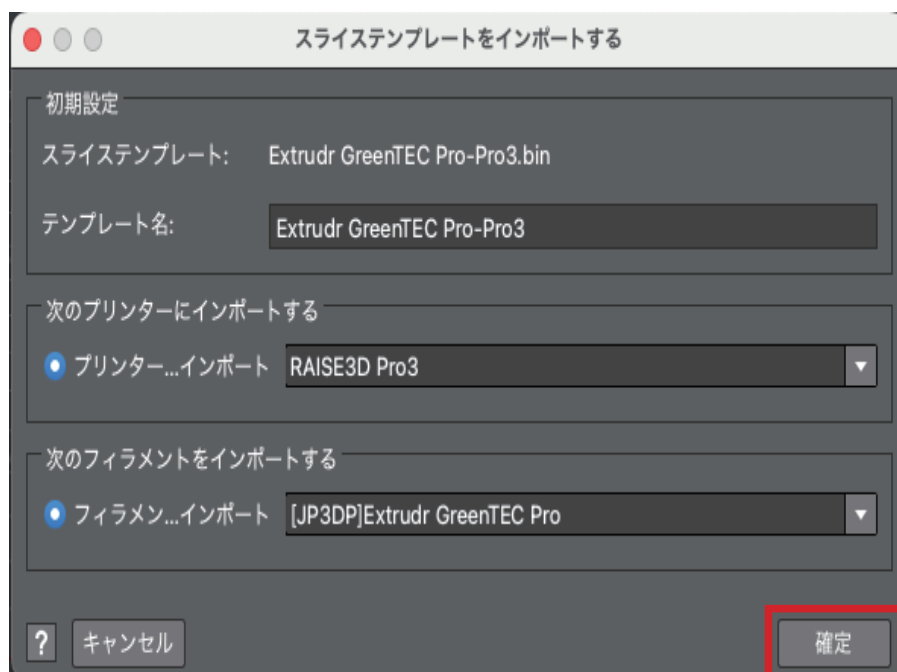 スライステンプレートをインポートする
初期設定
スライステンプレート: Extrudr GreenTEC Pro-Pro3.bin
テンプレート名: Extrudr GreenTEC Pro-Pro3
次のプリンターにインポートする
プリンター...インポート RAISE3D Pro3
次のフィラメントをインポートする
フィラメン...インポート [JP3DP]Extrudr GreenTEC Pro
? キャンセル 確定